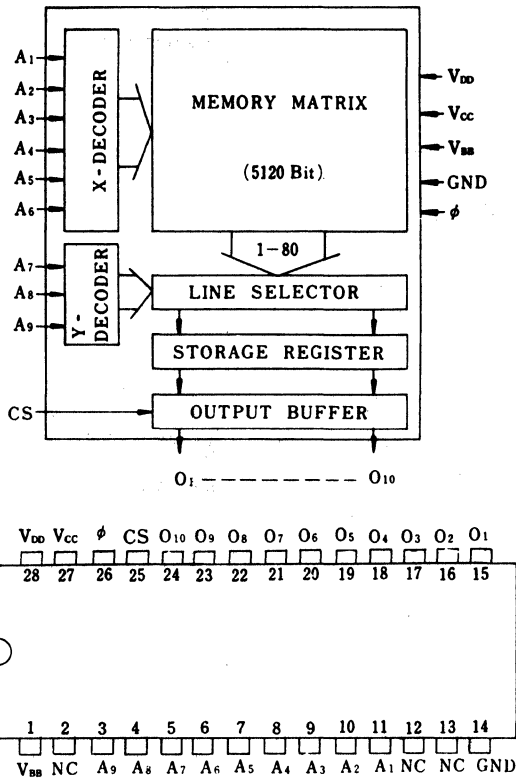 A1
A2
A3
A4
A5
A6
X-DECODER
MEMORY MATRIX
(5120 Bit)
VDD
VCC
VBB
GND
φ
1-80
A7
A8
A9
Y-DECODER
LINE SELECTOR
STORAGE REGISTER
CS
OUTPUT BUFFER
O1 ---------- O10
VDD VCC φ CS O10 O9 O8 O7 O6 O5 O4 O3 O2 O1
28 27 26 25 24 23 22 21 20 19 18 17 16 15
1 2 3 4 5 6 7 8 9 10 11 12 13 14
VBB NC A9 A8 A7 A6 A5 A4 A3 A2 A1 NC NC GND